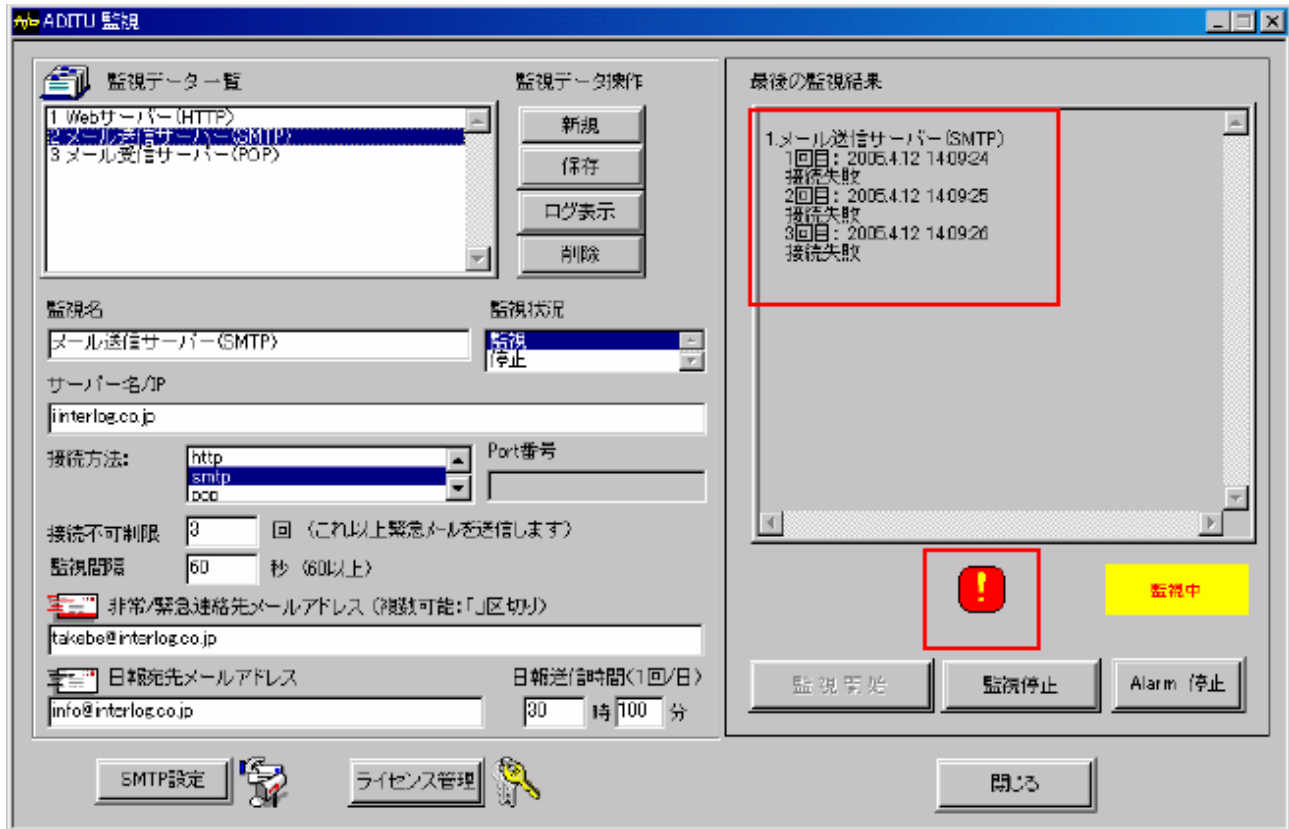 ADITU 監視
監視データ一覧
監視データ操作
1 Webサーバー(HTTP)
2 メール送信サーバー(SMTP)
3 メール受信サーバー(POP)
新規
保存
ログ表示
削除
監視名
監視状況
メール送信サーバー(SMTP)
監視
停止
サーバー名/IP
iinterlog.co.jp
接続方法:
http
smtp
pop
Port番号
接続不可制限
3
回 (これ以上緊急メールを送信します)
監視間隔
60
秒 (60以上)
非常/緊急連絡先メールアドレス (複数可能:「,」区切り)
takebe@interlog.co.jp
日報宛先メールアドレス
日報送信時間(1回/日)
info@interlog.co.jp
30 時 100 分
最後の監視結果
1.メール送信サーバー(SMTP)
1回目: 2005.4.12 14:09:24
接続失敗
2回目: 2005.4.12 14:09:25
接続失敗
3回目: 2005.4.12 14:09:26
接続失敗
!
監視中
監視開始
監視停止
Alarm 停止
SMTP設定
ライセンス管理
閉じる